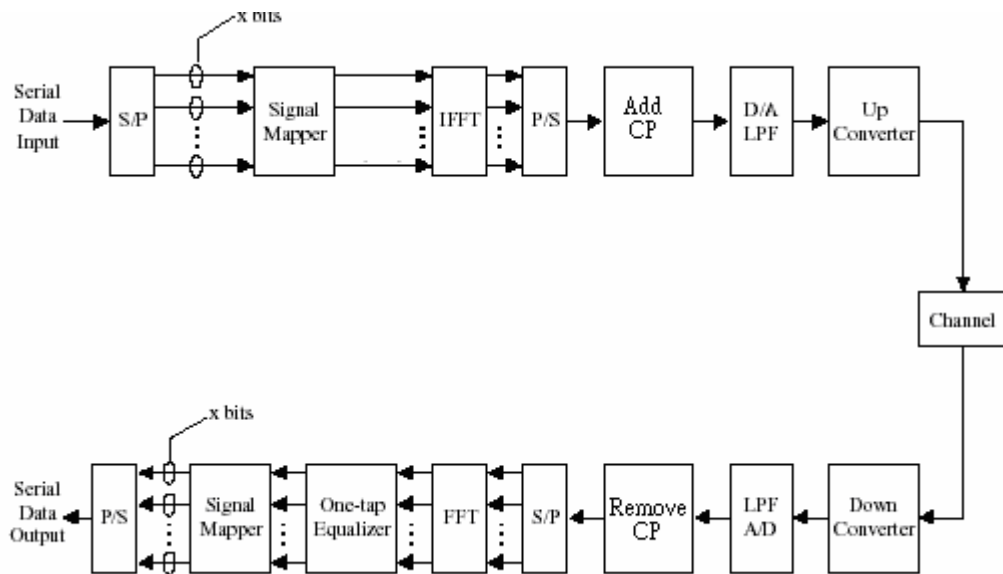 x bits
Serial
Data
Input
S/P
Signal
Mapper
IFFT
P/S
Add
CP
D/A
LPF
Up
Converter
Channel
x bits
Serial
Data
Output
P/S
Signal
Mapper
One-tap
Equalizer
FFT
S/P
Remove
CP
LPF
A/D
Down
Converter